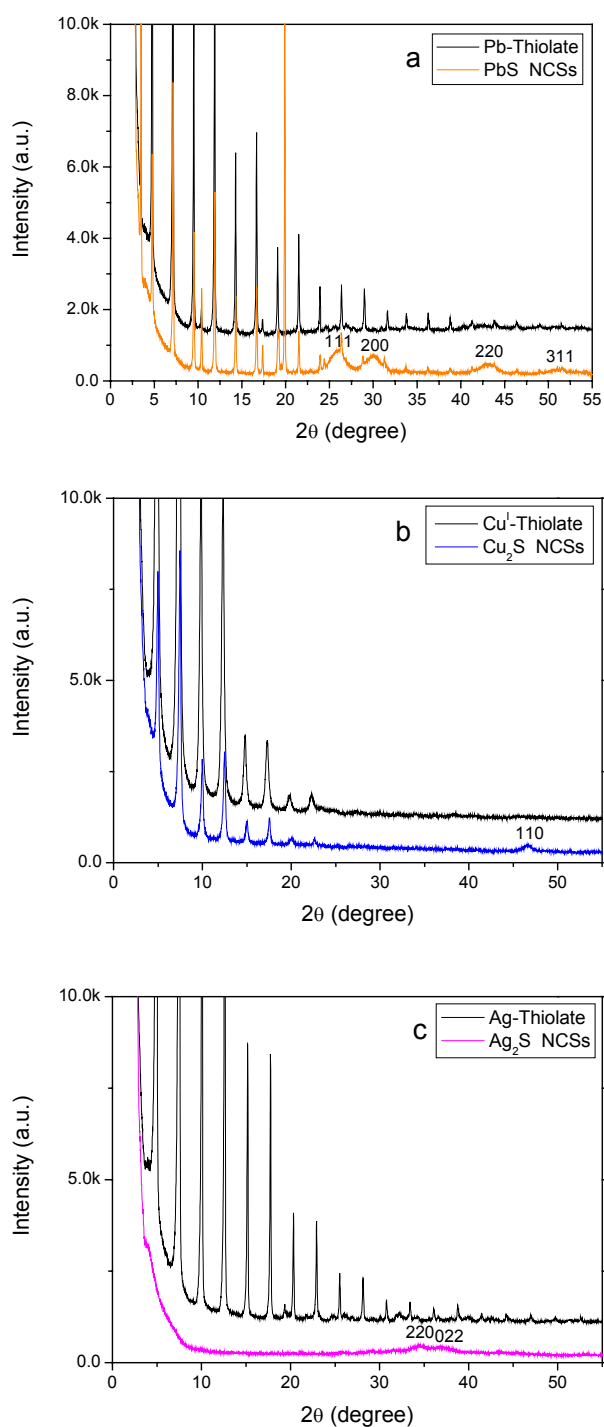 10.0k
8.0k
6.0k
4.0k
2.0k
0.0
Intensity (a.u.)
a
Pb-Thiolate
PbS NCSs
111
200
220
311
0 5 10 15 20 25 30 35 40 45 50 55
2θ (degree)
10.0k
5.0k
0.0
Intensity (a.u.)
b
Cuᴵ-Thiolate
Cu₂S NCSs
110
0 10 20 30 40 50
2θ (degree)
10.0k
5.0k
0.0
Intensity (a.u.)
c
Ag-Thiolate
Ag₂S NCSs
220 022
0 10 20 30 40 50
2θ (degree)